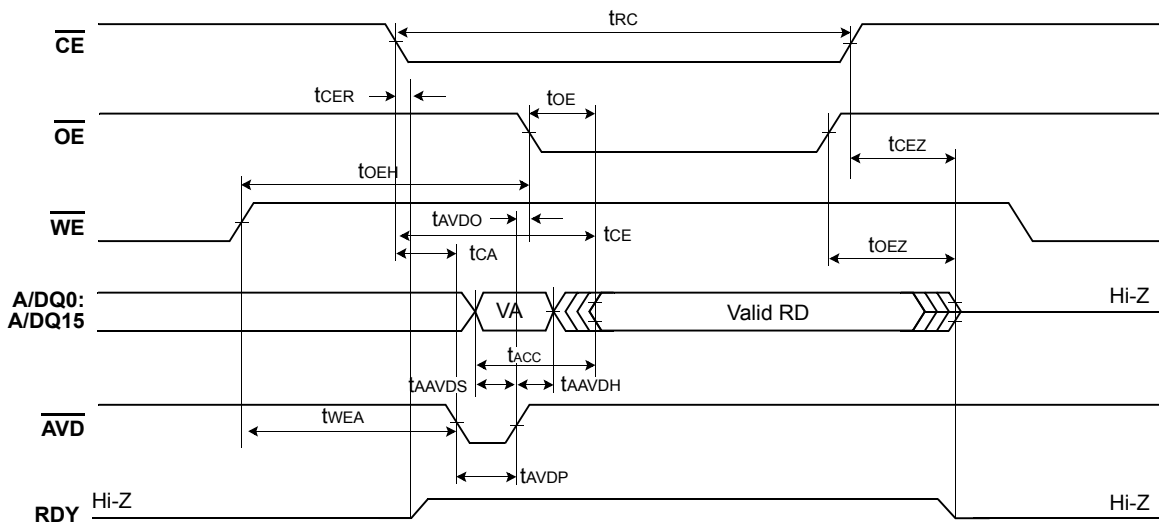 tRC
CE
tCER
tOE
OE
tCEZ
tOEH
WE
tAVDO
tCE
tCA
tOEZ
A/DQ0:
A/DQ15
VA
Valid RD
Hi-Z
tACC
tAAVDS
tAAVDH
AVD
tWEA
tAVDP
Hi-Z
RDY
Hi-Z